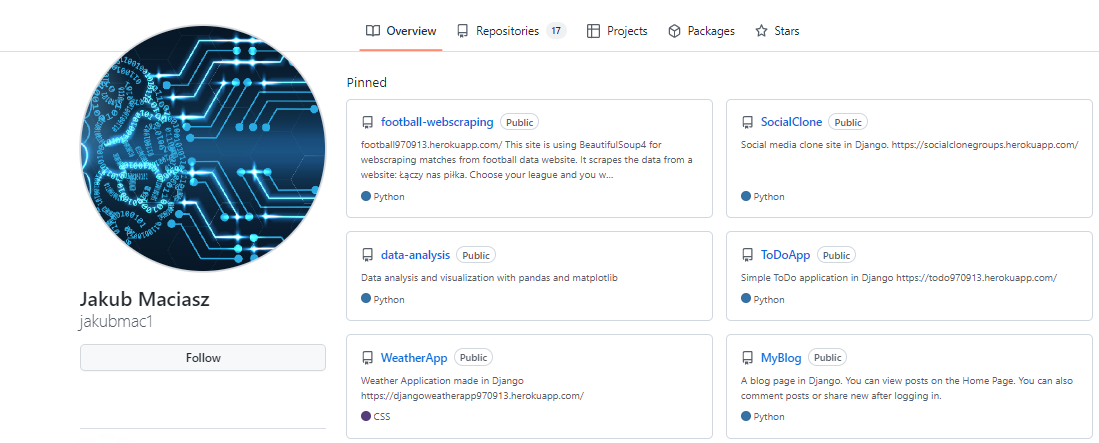 Overview
Repositories 17
Projects
Packages
Stars
Jakub Maciasz
jakubmac1
Follow
Pinned
football-webscraping Public
football970913.herokuapp.com/ This site is using BeautifulSoup4 for
webscraping matches from football data website. It scrapes the data from a
website: Łączy nas piłka. Choose your league and you w...
Python
SocialClone Public
Social media clone site in Django. https://socialclonegroups.herokuapp.com/
Python
data-analysis Public
Data analysis and visualization with pandas and matplotlib
Python
ToDoApp Public
Simple ToDo application in Django https://todo970913.herokuapp.com/
Python
WeatherApp Public
Weather Application made in Django
https://djangoweatherapp970913.herokuapp.com/
CSS
MyBlog Public
A blog page in Django. You can view posts on the Home Page. You can also
comment posts or share new after logging in.
Python